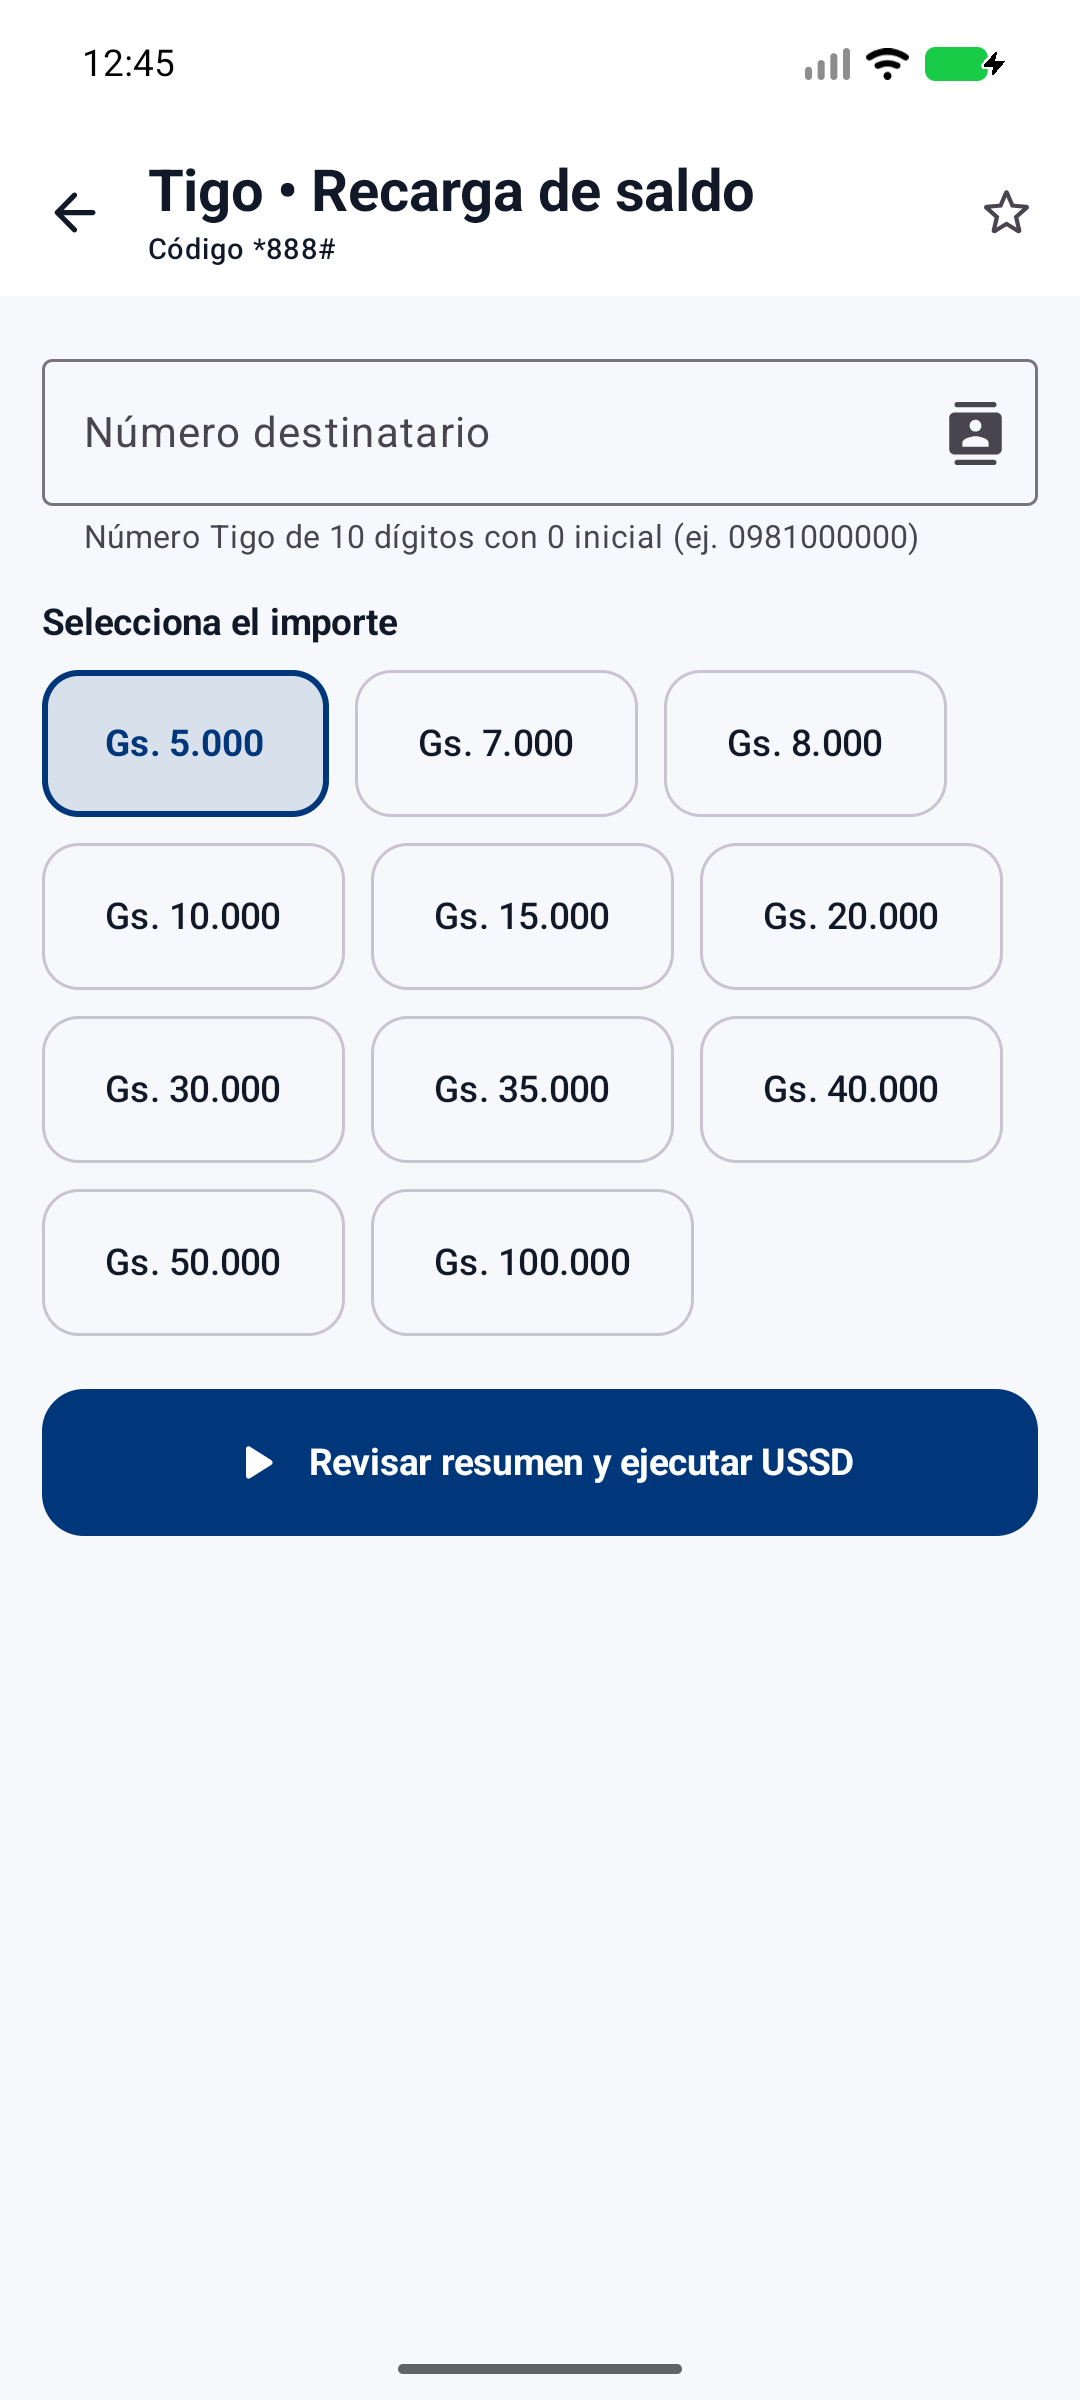 12:45
Tigo • Recarga de saldo
Código *888#
Número destinatario
Número Tigo de 10 dígitos con 0 inicial (ej. 0981000000)
Selecciona el importe
Gs. 5.000
Gs. 7.000
Gs. 8.000
Gs. 10.000
Gs. 15.000
Gs. 20.000
Gs. 30.000
Gs. 35.000
Gs. 40.000
Gs. 50.000
Gs. 100.000
Revisar resumen y ejecutar USSD